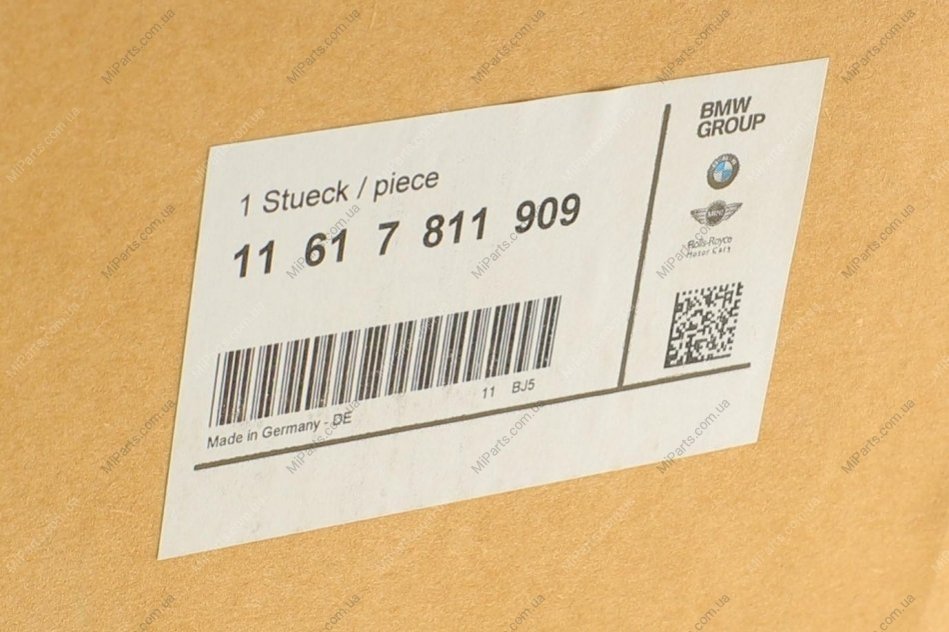 1 Stueck / piece
11 61 7 811 909
11 BJ5
Made in Germany - DE
BMW
GROUP
MINI
Rolls-Royce
Motor Cars
MiParts.com.ua